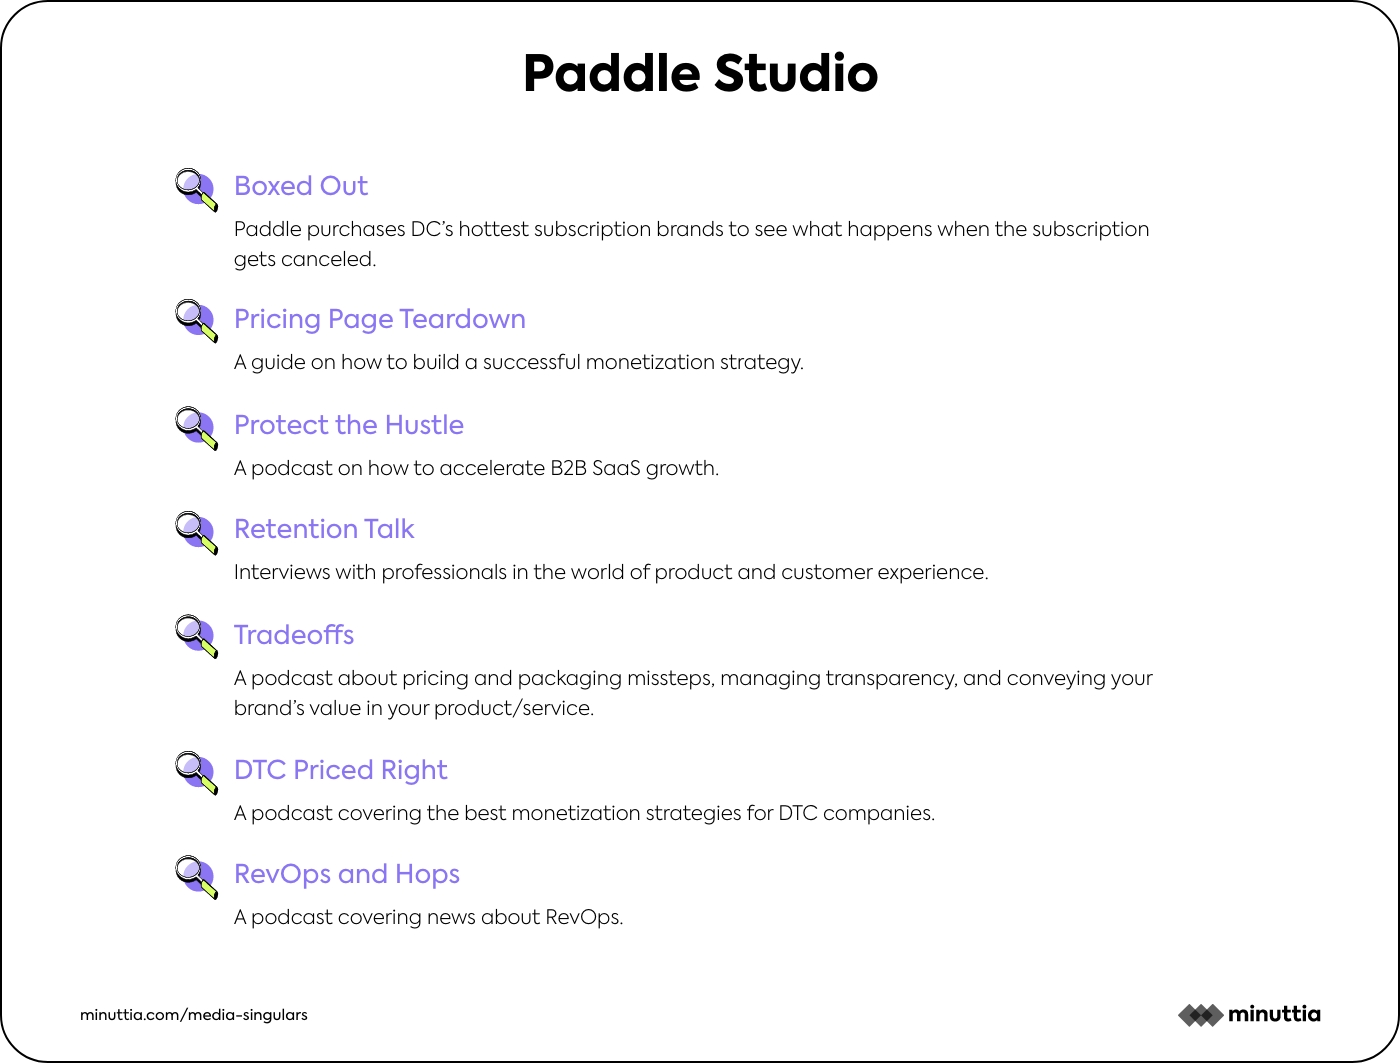 Paddle Studio
Boxed Out
Paddle purchases DC’s hottest subscription brands to see what happens when the subscription
gets canceled.
Pricing Page Teardown
A guide on how to build a successful monetization strategy.
Protect the Hustle
A podcast on how to accelerate B2B SaaS growth.
Retention Talk
Interviews with professionals in the world of product and customer experience.
Tradeoffs
A podcast about pricing and packaging missteps, managing transparency, and conveying your
brand’s value in your product/service.
DTC Priced Right
A podcast covering the best monetization strategies for DTC companies.
RevOps and Hops
A podcast covering news about RevOps.
minuttia.com/media-singulars
minuttia